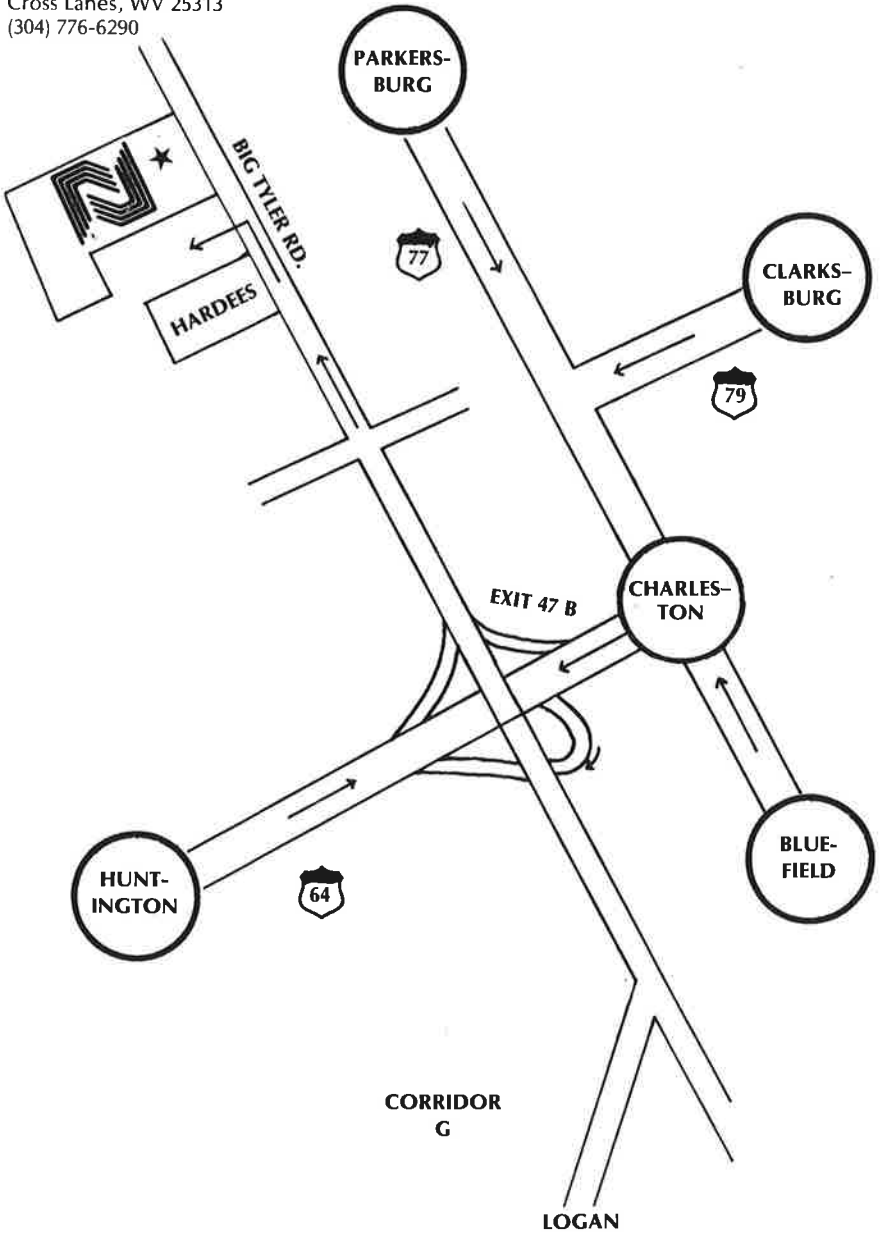 Cross Lanes, WV 25313
(304) 776-6290
PARKERS-
BURG
BIG TYLER RD.
77
CLARKS-
BURG
HARDEES
79
EXIT 47 B
CHARLES-
TON
HUNT-
INGTON
64
BLUE-
FIELD
CORRIDOR
G
LOGAN